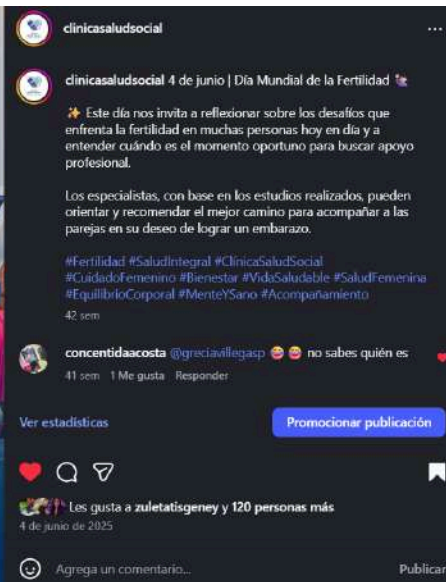 clinicasaludsocial
clinicasaludsocial 4 de junio | Día Mundial de la Fertilidad
Este día nos invita a reflexionar sobre los desafíos que
enfrenta la fertilidad en muchas personas hoy en día y a
entender cuándo es el momento oportuno para buscar apoyo
profesional.
Los especialistas, con base en los estudios realizados, pueden
orientar y recomendar el mejor camino para acompañar a las
parejas en su deseo de lograr un embarazo.
#Fertilidad #SaludIntegral #ClínicaSaludSocial
#CuidadoFemenino #Bienestar #VidaSaludable #SaludFemenina
#EquilibrioCorporal #MenteYSano #Acompañamiento
42 sem
concentidaacosta @greciavillegasp 😂 😂 no sabes quién es
41 sem 1 Me gusta Responder
Ver estadísticas
Promocionar publicación
Les gusta a zuletatisgeney y 120 personas más
4 de junio de 2025
Agrega un comentario...
Publicar